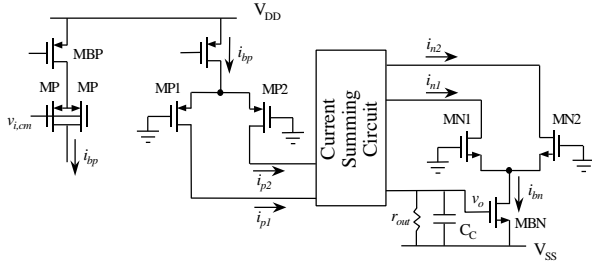 V_DD
MBP
i_bp
MP MP
MP1
MP2
v_i,cm
i_bp
i_p2
i_p1
Current
Summing
Circuit
i_n2
i_n1
MN1
MN2
i_bn
v_o
MBN
r_out
C_C
V_SS